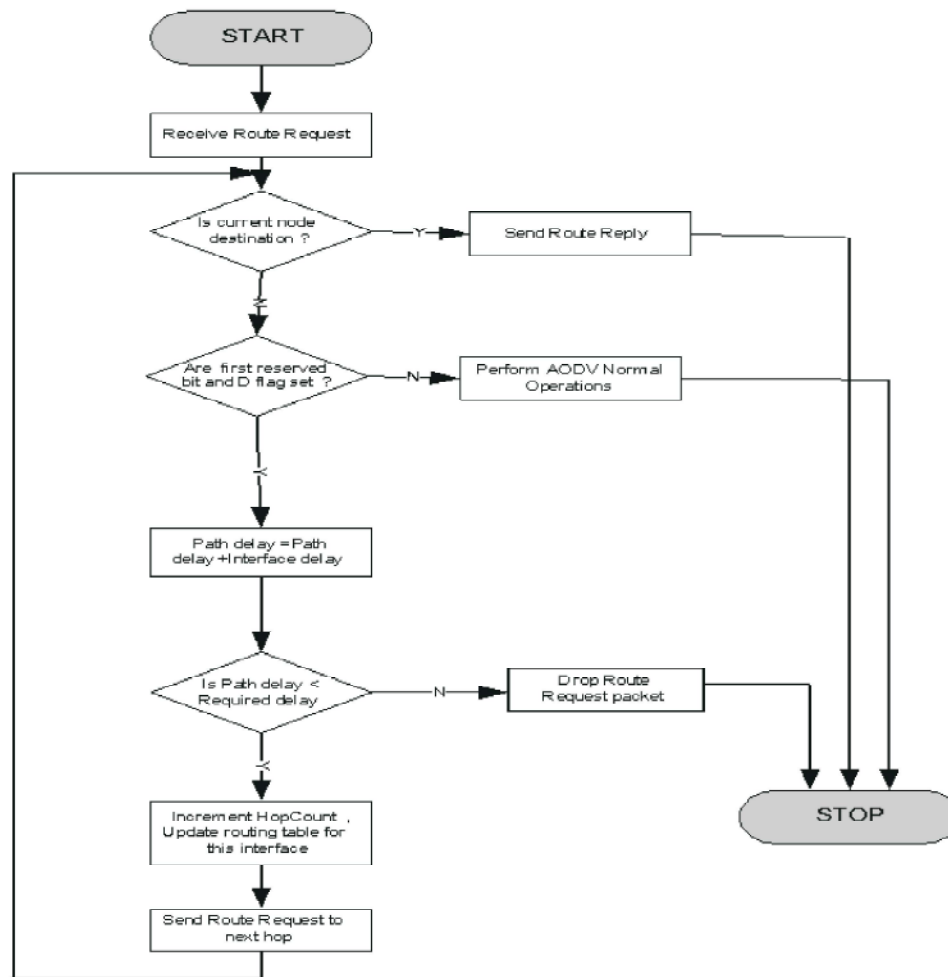 START
Receive Route Request
Is current node
destination ?
Y
Send Route Reply
N
Are first reserved
bit and D flag set ?
N
Perform AODV Normal
Operations
Y
Path delay =Path
delay +Interface delay
Is Path delay <
Required delay
N
Drop Route
Request packet
Y
Increment HopCount ,
Update routing table for
this interface
STOP
Send Route Request to
next hop